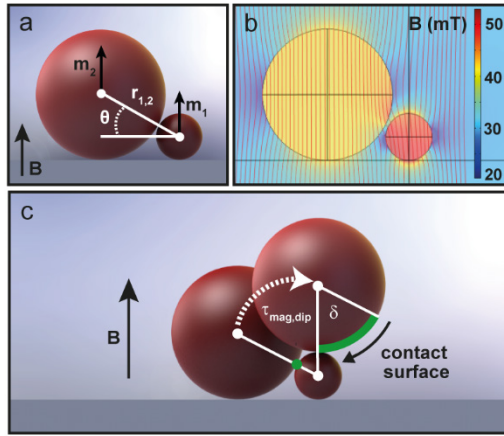 a
m₂
r₁,₂
θ
m₁
B
b
B (mT)
50
40
30
20
c
B
τmag,dip
δ
contact
surface